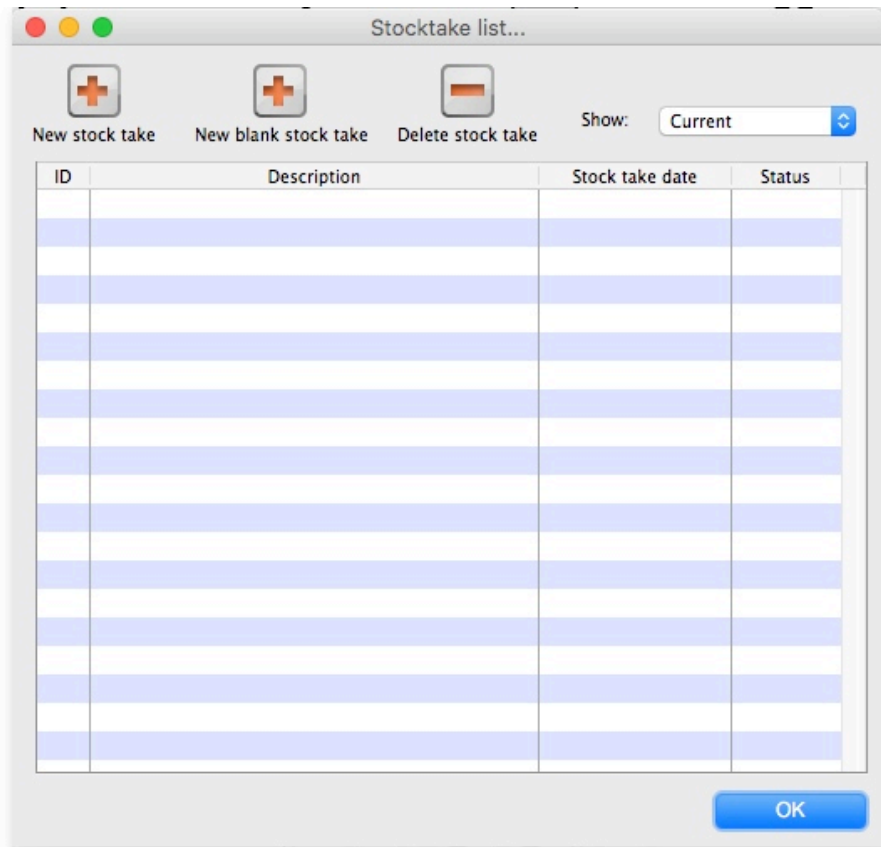 Stocktake list...
New stock take New blank stock take Delete stock take Show: Current
ID Description Stock take date Status
OK